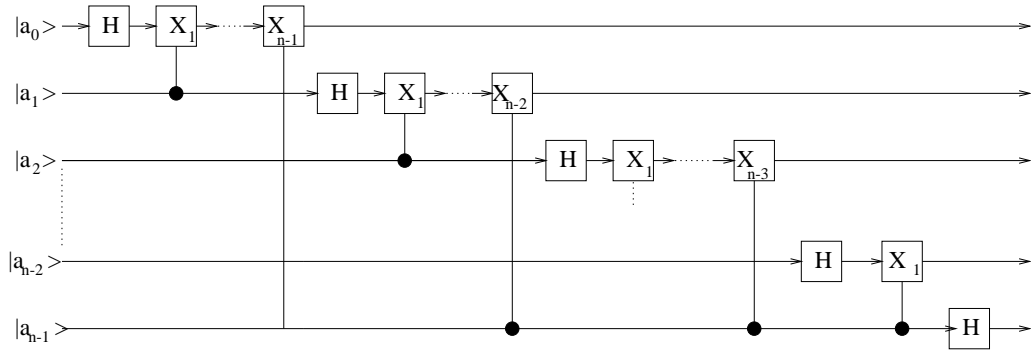 |a₀> H X₁ Xₙ₋₁
|a₁> H X₁ Xₙ₋₂
|a₂> H X₁ Xₙ₋₃
|aₙ₋₂> H X₁
|aₙ₋₁> H